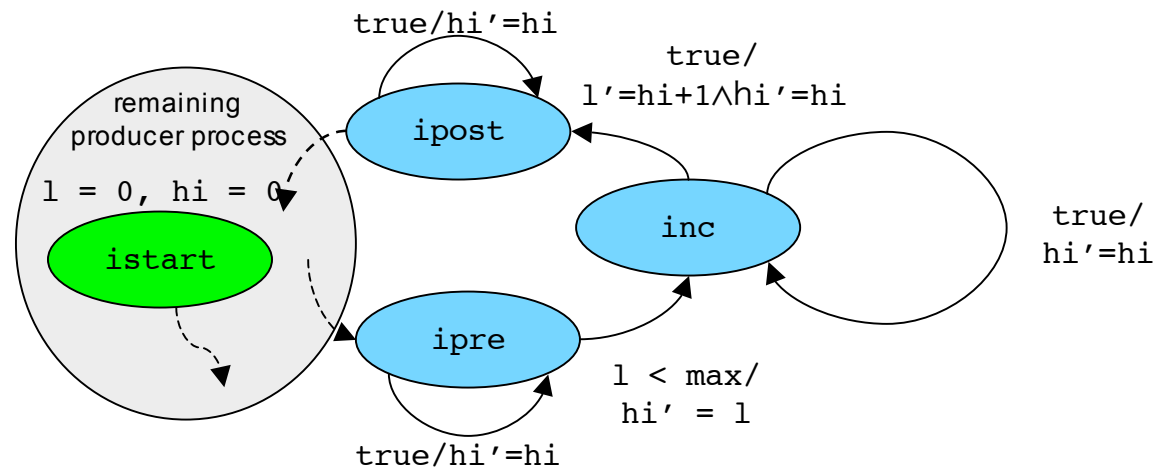 true/hi′=hi
true/
l′=hi+1∧hi′=hi
remaining
producer process
ipost
l = 0, hi = 0
inc
true/
hi′=hi
istart
ipre
l < max/
hi′ = l
true/hi′=hi